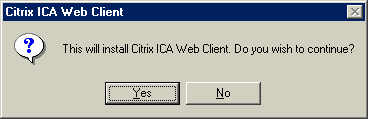 Citrix ICA Web Client
This will install Citrix ICA Web Client. Do you wish to continue?
Yes No